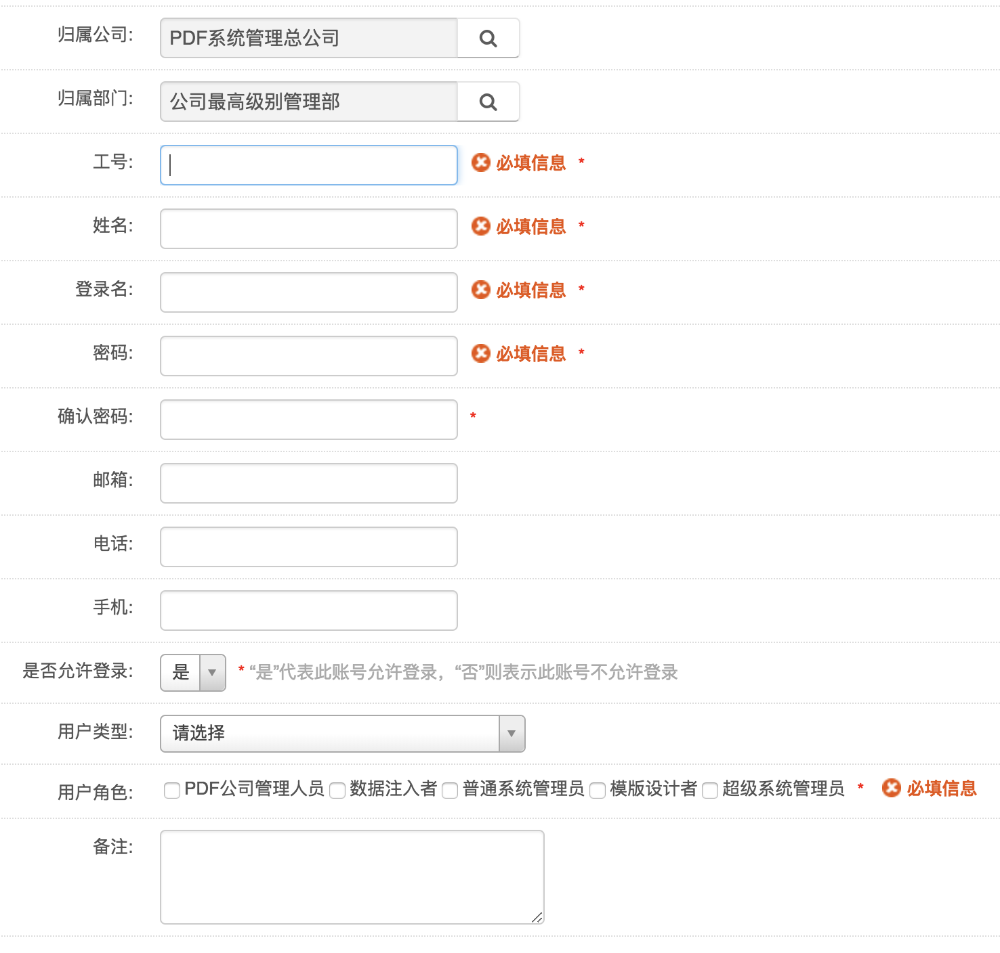 归属公司: PDF系统管理总公司
归属部门: 公司最高级别管理部
工号: 必填信息 *
姓名: 必填信息 *
登录名: 必填信息 *
密码: 必填信息 *
确认密码: *
邮箱:
电话:
手机:
是否允许登录: 是 * “是”代表此账号允许登录，“否”则表示此账号不允许登录
用户类型: 请选择
用户角色: PDF公司管理人员 数据注入者 普通系统管理员 模版设计者 超级系统管理员 * 必填信息
备注: